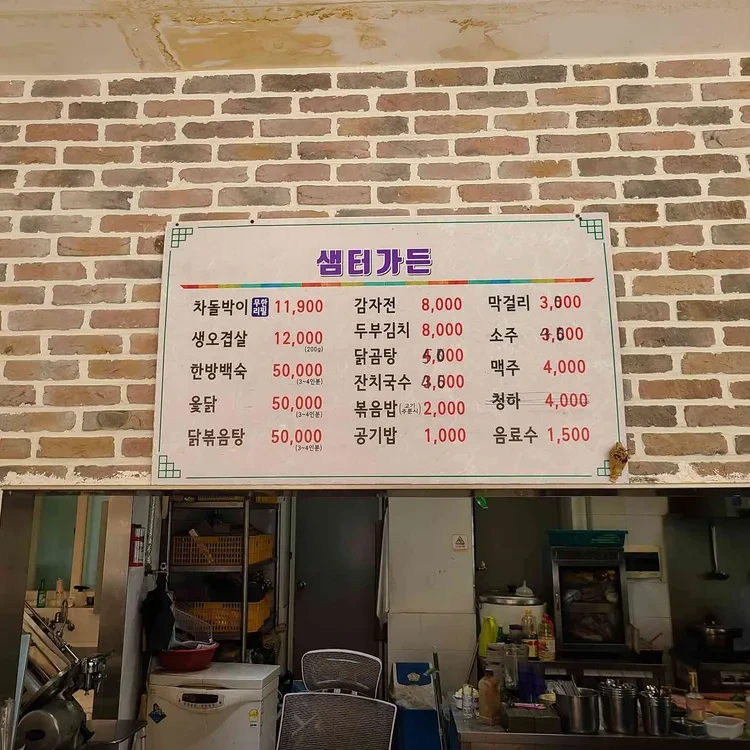 샘터가든
차돌박이 무한리필 11,900
생오겹살 12,000
(200g)
한방백숙 50,000
(3~4인분)
옻닭 50,000
(3~4인분)
닭볶음탕 50,000
(3~4인분)
감자전 8,000
두부김치 8,000
닭곰탕
잔치국수
볶음밥 (고기주문시) 2,000
공기밥 1,000
막걸리
소주
맥주 4,000
청하 4,000
음료수 1,500